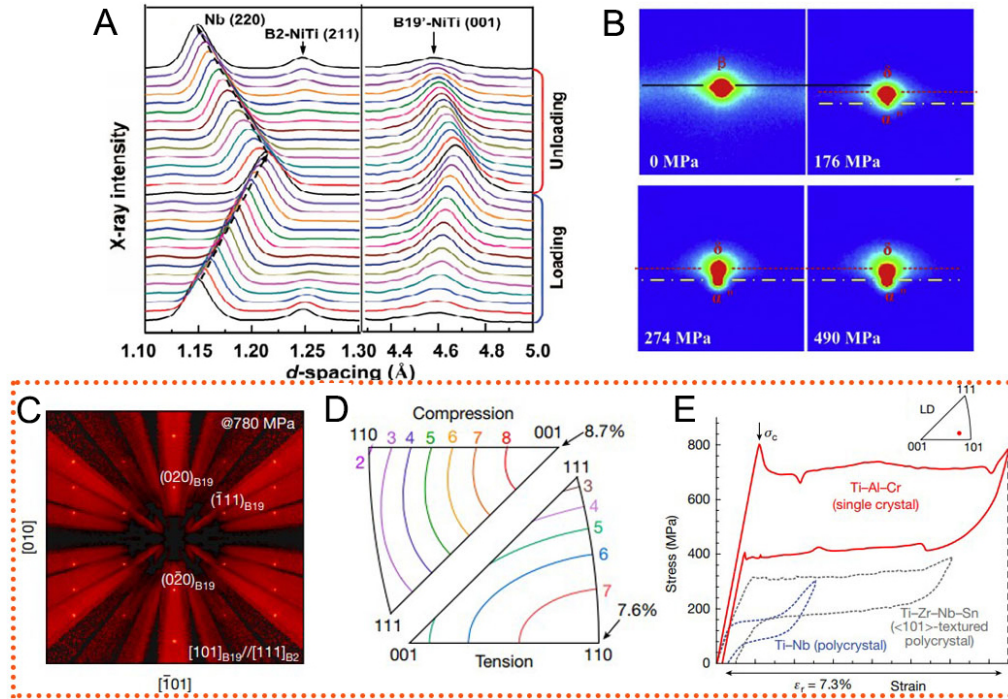 A
Nb (220)
B2-NiTi (211)
B19'-NiTi (001)
X-ray intensity
Unloading
Loading
1.10 1.15 1.20 1.25 1.30 4.4 4.6 4.8 5.0
d-spacing (Å)
B
β
0 MPa
δ
α"
176 MPa
δ
α"
274 MPa
δ
α"
490 MPa
C
@780 MPa
(020)B19
(1̄11)B19
(02̄0)B19
[010]
[101]B19//[111]B2
[1̄01]
D
Compression
110 3 4 5 6 7 8 001
2
8.7%
111
111
3
4
5
6
7
7.6%
001
110
Tension
E
111
LD
001 101
σc
800
600
400
200
0
Stress (MPa)
Ti–Al–Cr
(single crystal)
Ti–Zr–Nb–Sn
(<101>-textured
polycrystal)
Ti–Nb (polycrystal)
εr = 7.3%
Strain